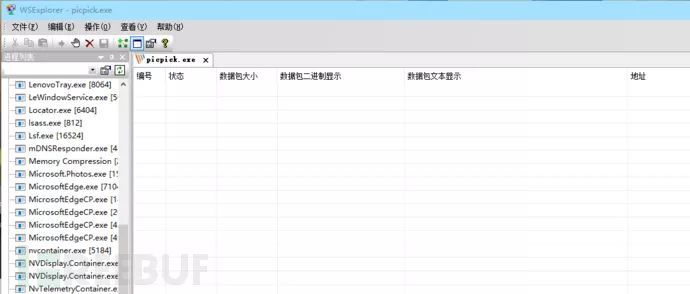 WSExplorer - picpick.exe
文件(F) 编辑(E) 操作(O) 查看(V) 帮助(H)
进程列表
picpick.exe
编号 状态 数据包大小 数据包二进制显示 数据包文本显示 地址
LenovoTray.exe [8064]
LeWindowService.exe [5
Locator.exe [6404]
lsass.exe [812]
Lsf.exe [16524]
mDNSResponder.exe [4
Memory Compression [
Microsoft.Photos.exe [15
MicrosoftEdge.exe [7104
MicrosoftEdgeCP.exe [1
MicrosoftEdgeCP.exe [2
MicrosoftEdgeCP.exe [4
MicrosoftEdgeCP.exe [4
nvcontainer.exe [5184]
NVDisplay.Container.exe
NVDisplay.Container.exe
NvTelemetryContainer.exe